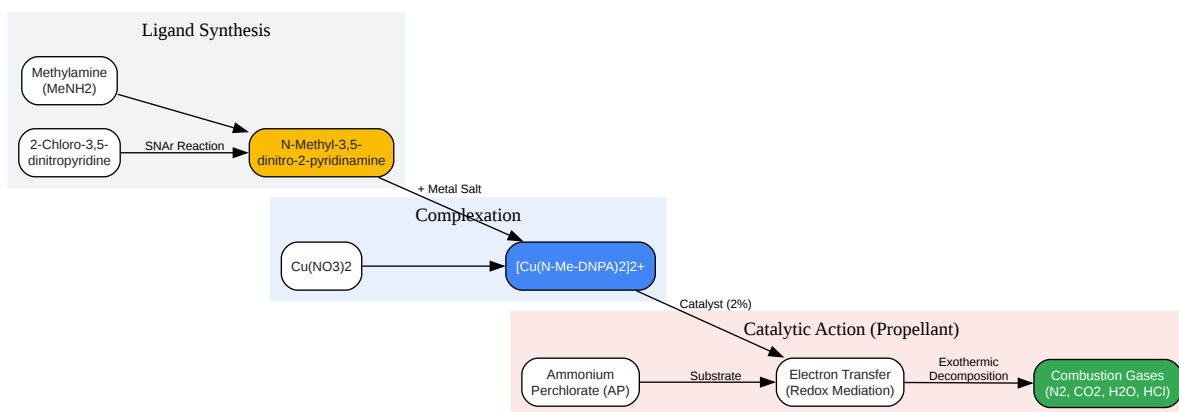 Ligand Synthesis
Methylamine
(MeNH2)
2-Chloro-3,5-
dinitropyridine
SNAr Reaction
N-Methyl-3,5-
dinitro-2-pyridinamine
+ Metal Salt
Complexation
Cu(NO3)2
[Cu(N-Me-DNPA)2]2+
Catalyst (2%)
Catalytic Action (Propellant)
Ammonium
Perchlorate (AP)
Substrate
Electron Transfer
(Redox Mediation)
Exothermic
Decomposition
Combustion Gases
(N2, CO2, H2O, HCl)